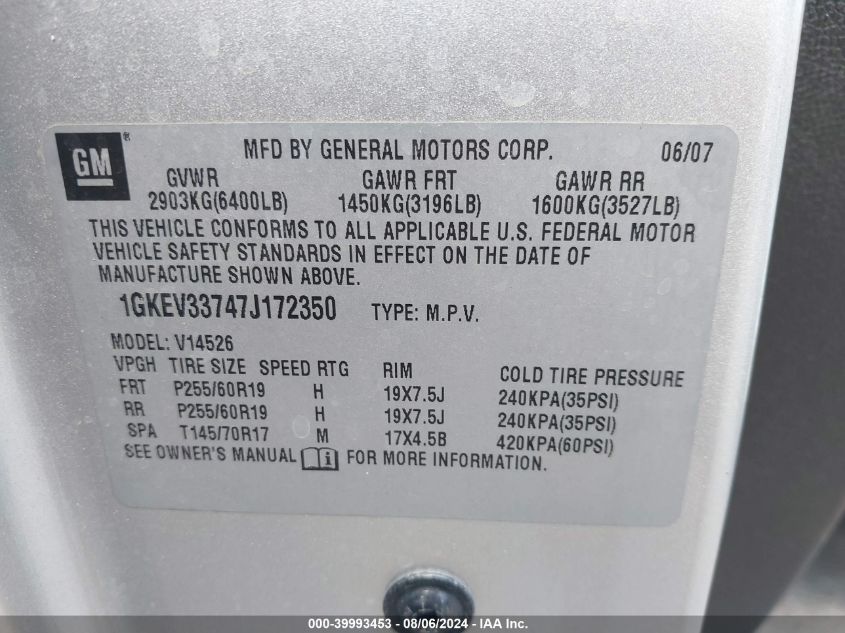 GM ® MFD BY GENERAL MOTORS CORP. 06/07
GVWR GAWR FRT GAWR RR
2903KG(6400LB) 1450KG(3196LB) 1600KG(3527LB)
THIS VEHICLE CONFORMS TO ALL APPLICABLE U.S. FEDERAL MOTOR
VEHICLE SAFETY STANDARDS IN EFFECT ON THE DATE OF
MANUFACTURE SHOWN ABOVE.
1GKEV33747J172350 TYPE: M.P.V.
MODEL: V14526
VPGH TIRE SIZE SPEED RTG RIM COLD TIRE PRESSURE
FRT P255/60R19 H 19X7.5J 240KPA(35PSI)
RR P255/60R19 H 19X7.5J 240KPA(35PSI)
SPA T145/70R17 M 17X4.5B 420KPA(60PSI)
SEE OWNER'S MANUAL i FOR MORE INFORMATION.
000-39993453 - 08/06/2024 - IAA Inc.